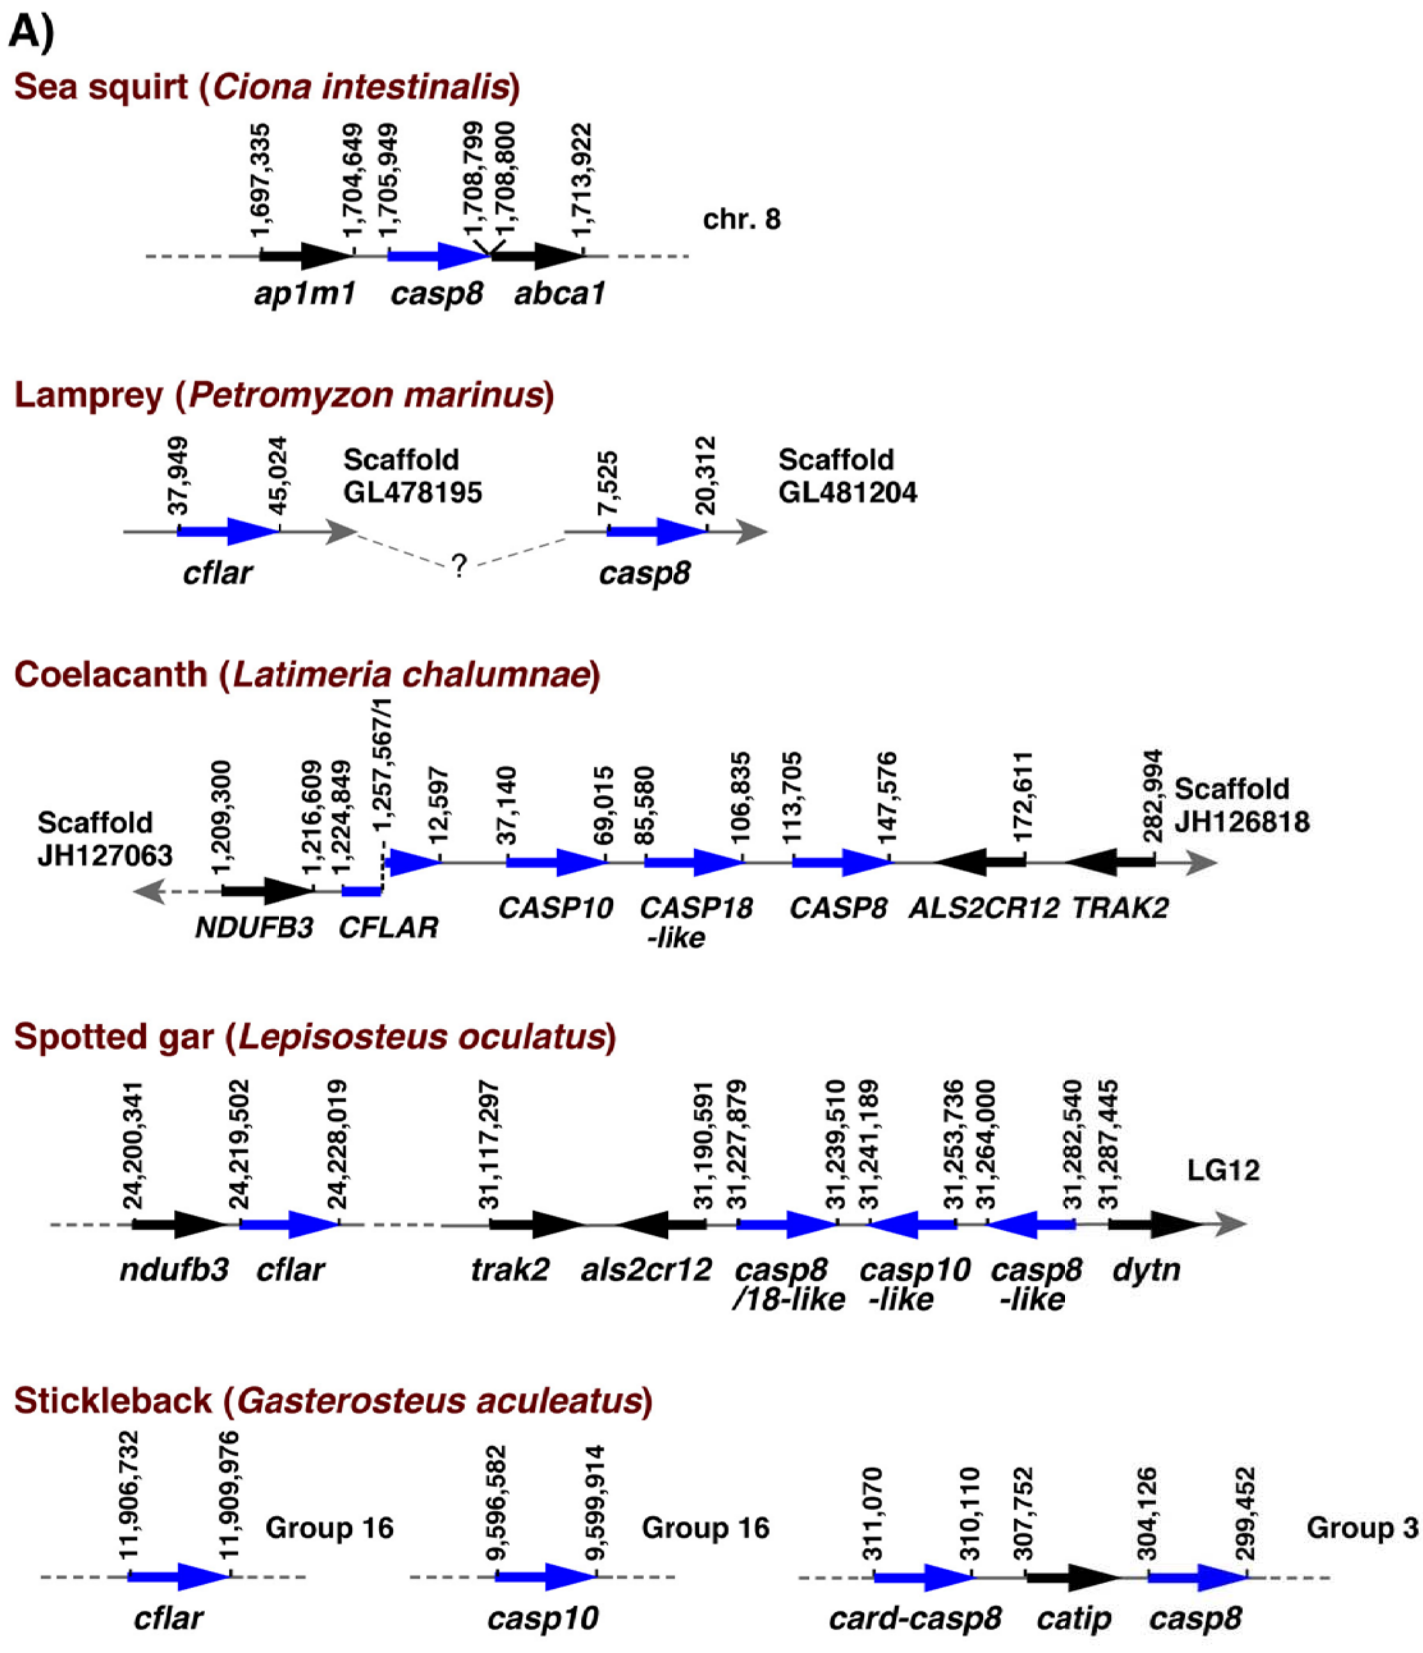 A)
Sea squirt (Ciona intestinalis)
1,697,335 1,704,649 1,705,949 1,708,799 1,708,800 1,713,922
chr. 8
ap1m1 casp8 abca1
Lamprey (Petromyzon marinus)
37,949 45,024 Scaffold GL478195 7,525 20,312 Scaffold GL481204
?
cflar casp8
Coelacanth (Latimeria chalumnae)
Scaffold JH127063
1,209,300 1,216,609 1,224,849 1,257,567/1 12,597 37,140 69,015 85,580 106,835 113,705 147,576 172,611 282,994
Scaffold JH126818
NDUFB3 CFLAR CASP10 CASP18 -like CASP8 ALS2CR12 TRAK2
Spotted gar (Lepisosteus oculatus)
24,200,341 24,219,502 24,228,019 31,117,297 31,190,591 31,227,879 31,239,510 31,241,189 31,253,736 31,264,000 31,282,540 31,287,445
LG12
ndufb3 cflar trak2 als2cr12 casp8 casp10 casp8 dytn
/18-like -like -like
Stickleback (Gasterosteus aculeatus)
11,906,732 11,909,976 Group 16 9,596,582 9,599,914 Group 16 311,070 310,110 307,752 304,126 299,452 Group 3
cflar casp10 card-casp8 catip casp8